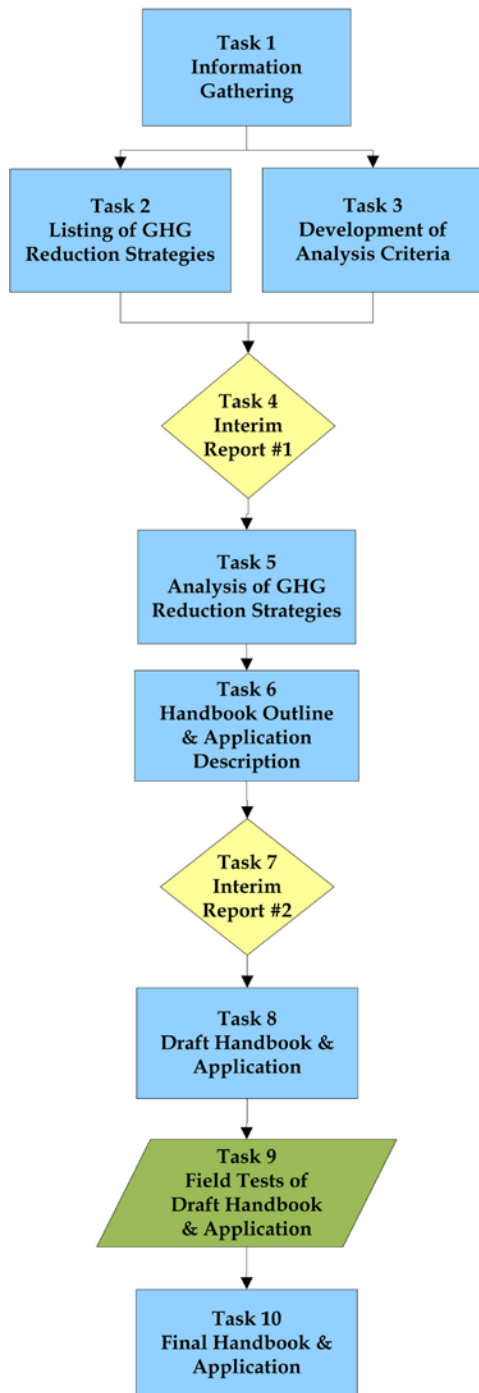 Task 1
Information
Gathering
Task 2
Listing of GHG
Reduction Strategies
Task 3
Development of
Analysis Criteria
Task 4
Interim
Report #1
Task 5
Analysis of GHG
Reduction Strategies
Task 6
Handbook Outline
& Application
Description
Task 7
Interim
Report #2
Task 8
Draft Handbook &
Application
Task 9
Field Tests of
Draft Handbook
& Application
Task 10
Final Handbook &
Application